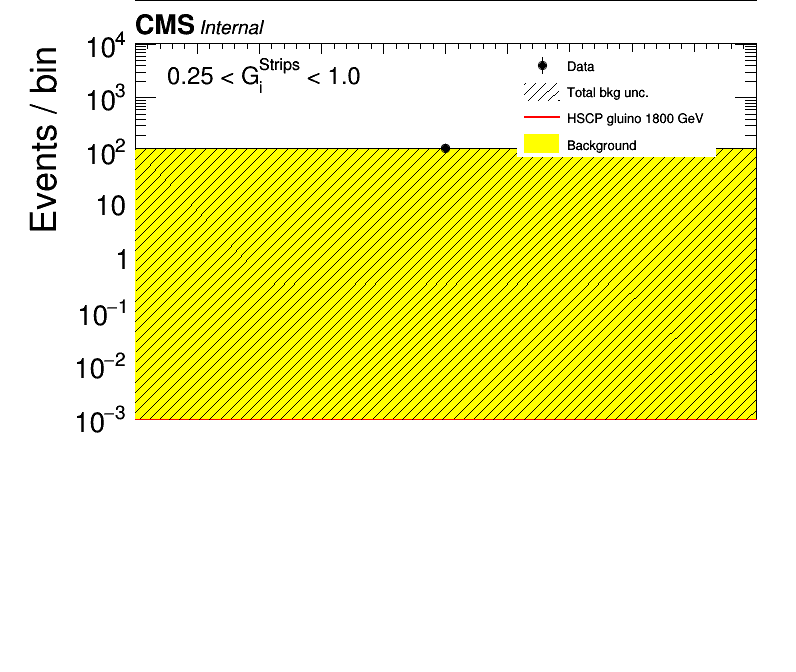 CMS Internal
Events / bin
10^4
10^3
10^2
10
1
10^−1
10^−2
10^−3
0.25 < G_i^Strips < 1.0
Data
Total bkg unc.
HSCP gluino 1800 GeV
Background